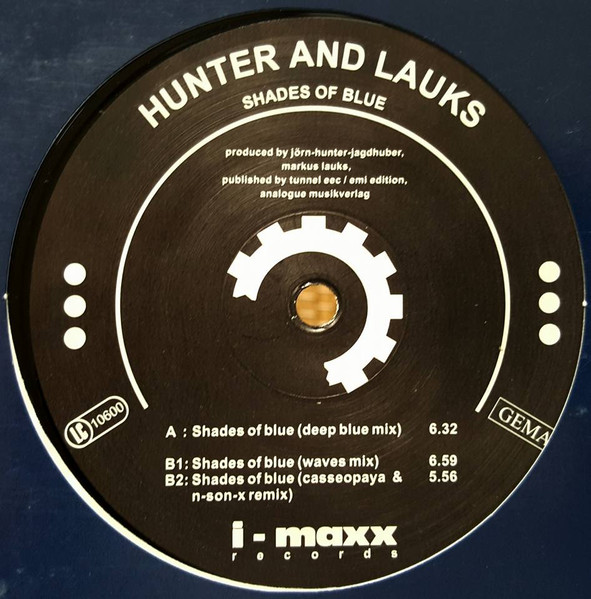 HUNTER AND LAUKS
SHADES OF BLUE
produced by jörn-hunter-jagdhuber,
markus lauks,
published by tunnel eec / emi edition,
analogue musikverlag
LC 10600
GEMA
A : Shades of blue (deep blue mix) 6.32
B1: Shades of blue (waves mix) 6.59
B2: Shades of blue (casseopaya & 5.56
n-son-x remix)
i - maxx
records